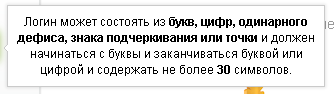 Логин может состоять из букв, цифр, одинарного
дефиса, знака подчеркивания или точки и должен
начинаться с буквы и заканчиваться буквой или
цифрой и содержать не более 30 символов.